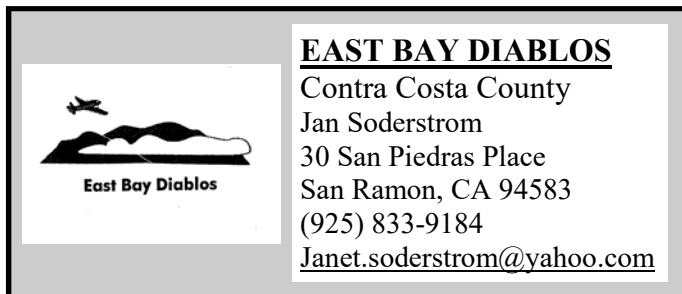 East Bay Diablos
EAST BAY DIABLOS
Contra Costa County
Jan Soderstrom
30 San Piedras Place
San Ramon, CA 94583
(925) 833-9184
Janet.soderstrom@yahoo.com